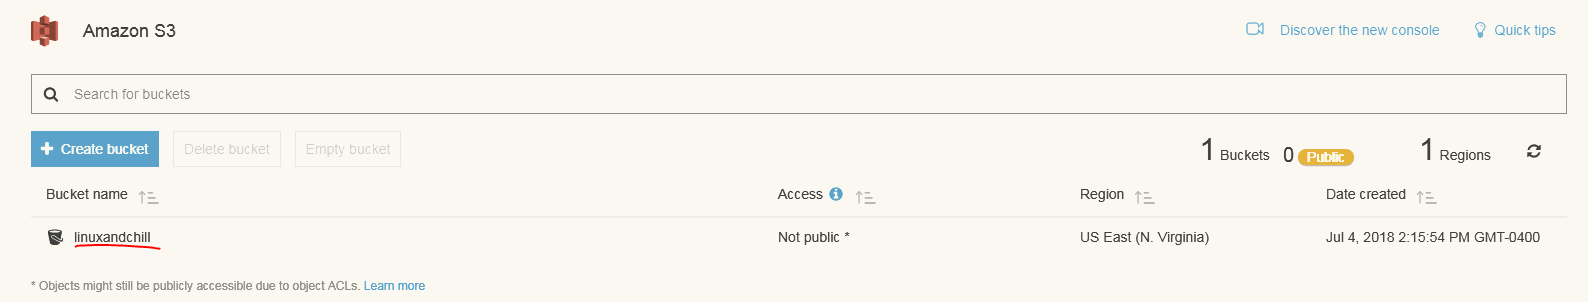 Amazon S3 Discover the new console Quick tips
Search for buckets
Create bucket Delete bucket Empty bucket 1 Buckets 0 Public 1 Regions
Bucket name Access Region Date created
linuxandchill Not public * US East (N. Virginia) Jul 4, 2018 2:15:54 PM GMT-0400
* Objects might still be publicly accessible due to object ACLs. Learn more